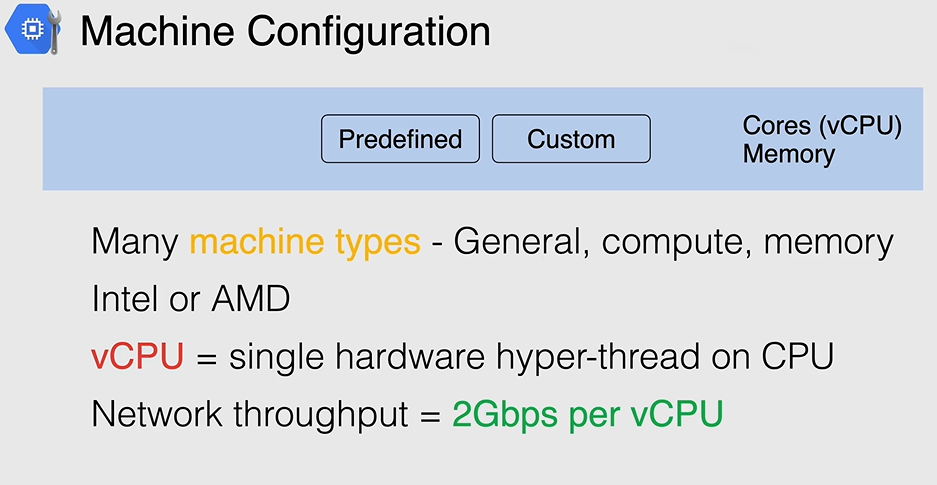 Machine Configuration
Predefined
Custom
Cores (vCPU)
Memory
Many machine types - General, compute, memory
Intel or AMD
vCPU = single hardware hyper-thread on CPU
Network throughput = 2Gbps per vCPU